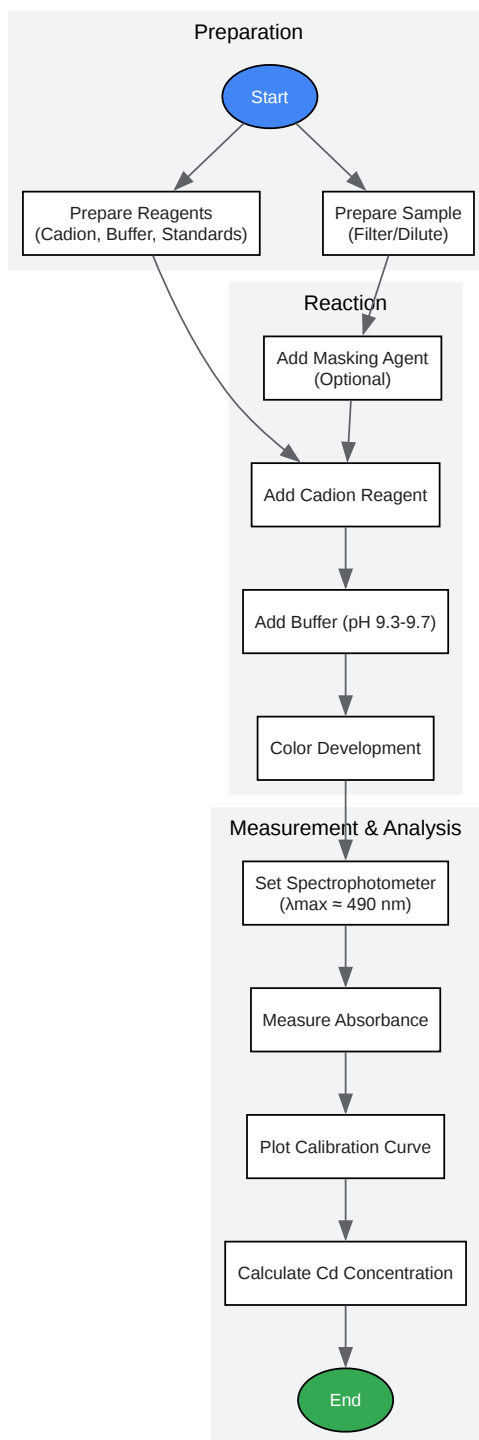 Preparation
Start
Prepare Reagents
(Cadion, Buffer, Standards)
Prepare Sample
(Filter/Dilute)
Reaction
Add Masking Agent
(Optional)
Add Cadion Reagent
Add Buffer (pH 9.3-9.7)
Color Development
Measurement & Analysis
Set Spectrophotometer
(λmax ≈ 490 nm)
Measure Absorbance
Plot Calibration Curve
Calculate Cd Concentration
End